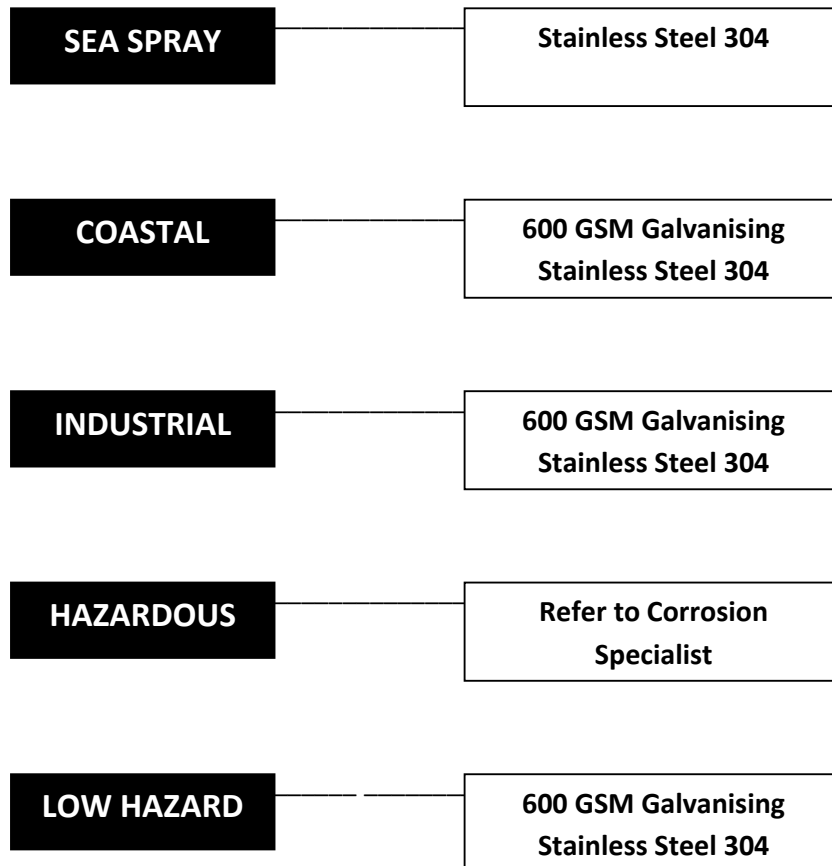 SEA SPRAY
Stainless Steel 304
COASTAL
600 GSM Galvanising
Stainless Steel 304
INDUSTRIAL
600 GSM Galvanising
Stainless Steel 304
HAZARDOUS
Refer to Corrosion
Specialist
LOW HAZARD
600 GSM Galvanising
Stainless Steel 304